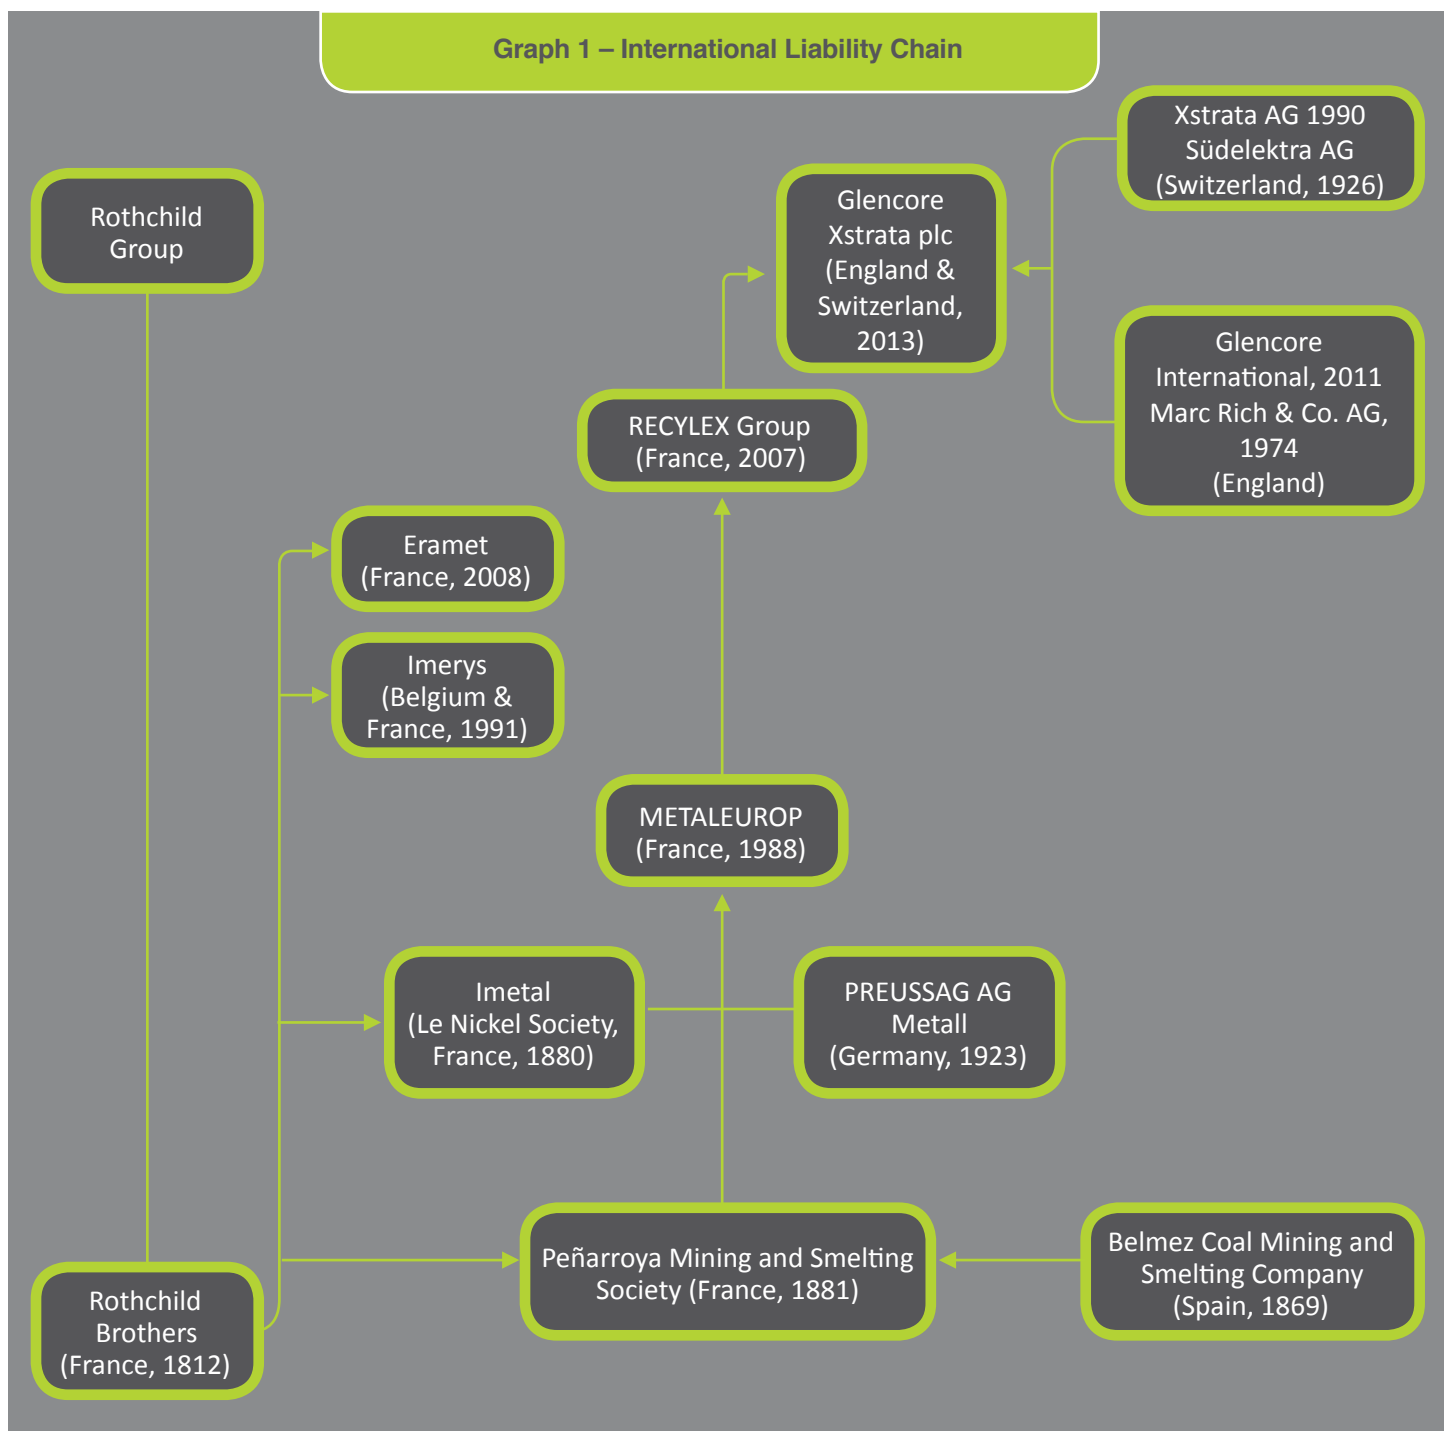 Graph 1 – International Liability Chain
Xstrata AG 1990
Südelektra AG
(Switzerland, 1926)
Rothchild
Group
Glencore
Xstrata plc
(England &
Switzerland,
2013)
Glencore
International, 2011
Marc Rich & Co. AG,
1974
(England)
RECYLEX Group
(France, 2007)
Eramet
(France, 2008)
Imerys
(Belgium &
France, 1991)
METALEUROP
(France, 1988)
Imetal
(Le Nickel Society,
France, 1880)
PREUSSAG AG
Metall
(Germany, 1923)
Peñarroya Mining and Smelting
Society (France, 1881)
Belmez Coal Mining and
Smelting Company
(Spain, 1869)
Rothchild
Brothers
(France, 1812)